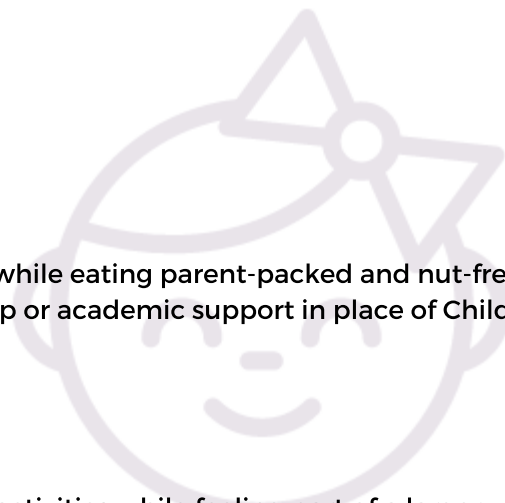 while eating parent-packed and nut-fre
p or academic support in place of Child